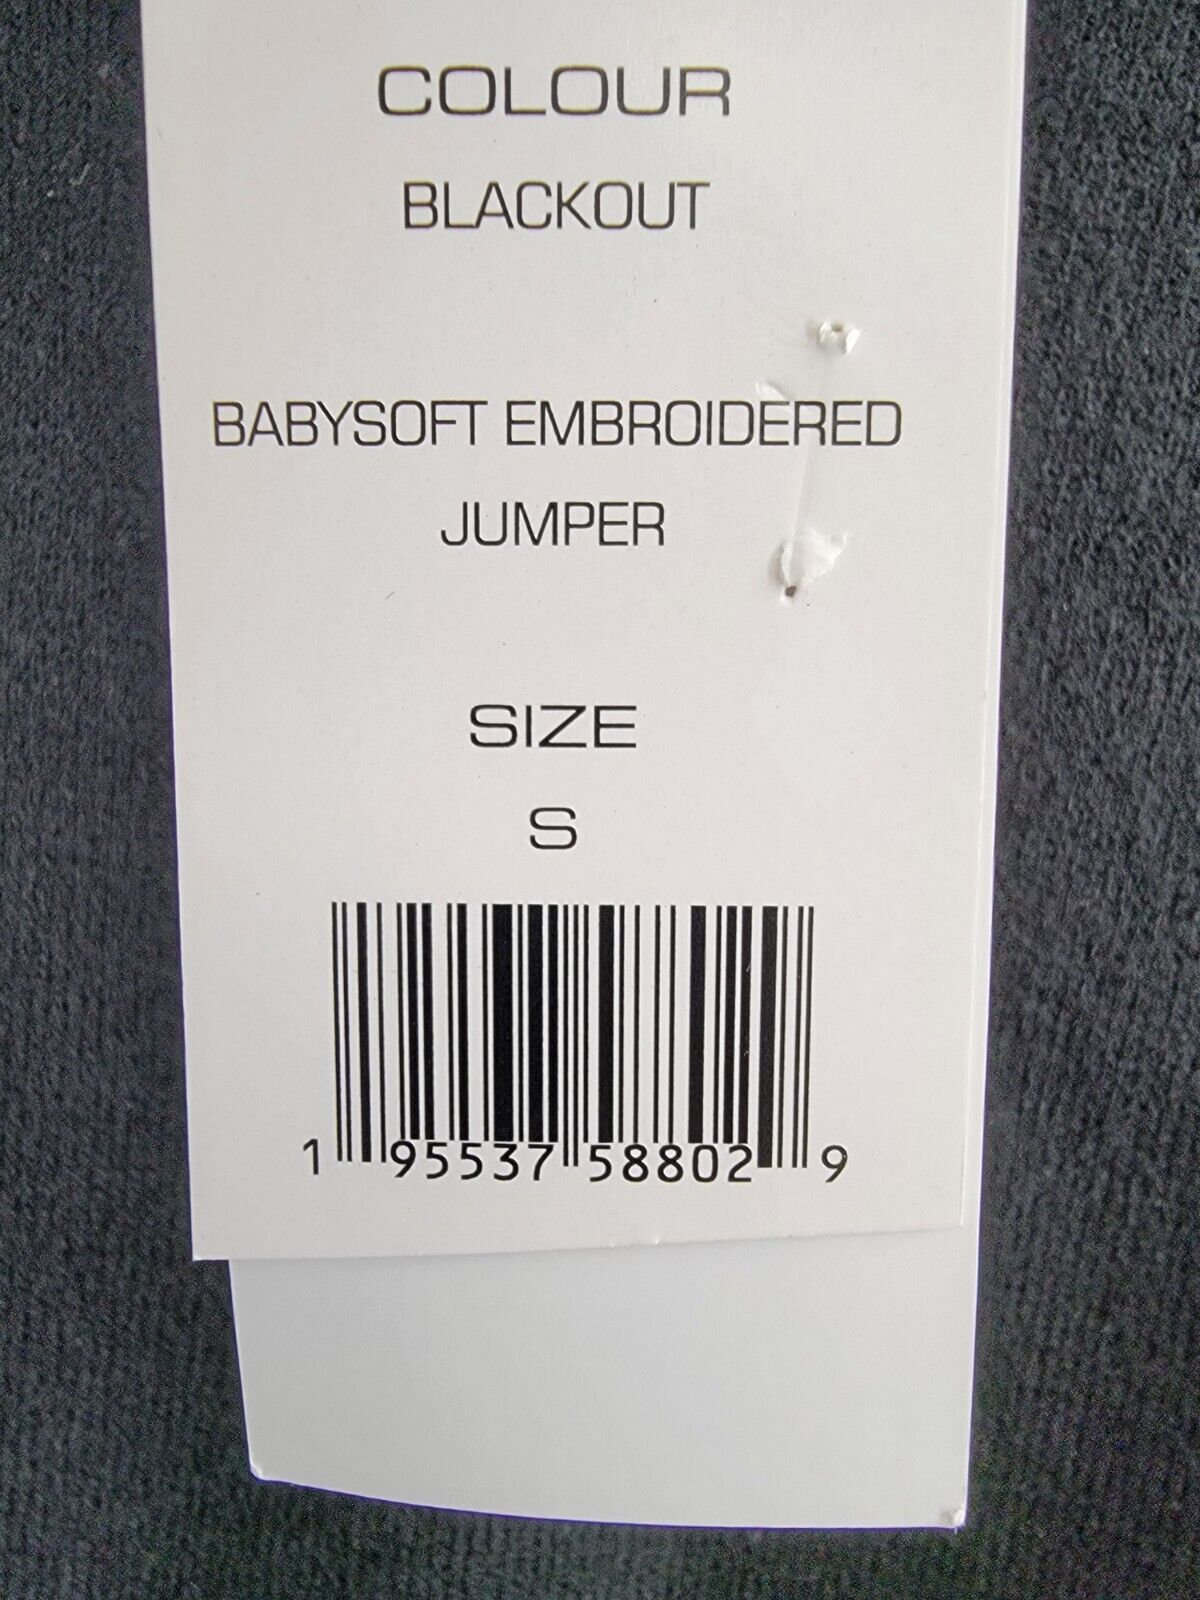 COLOUR
BLACKOUT
BABYSOFT EMBROIDERED
JUMPER
SIZE
S
1 95537 58802 9